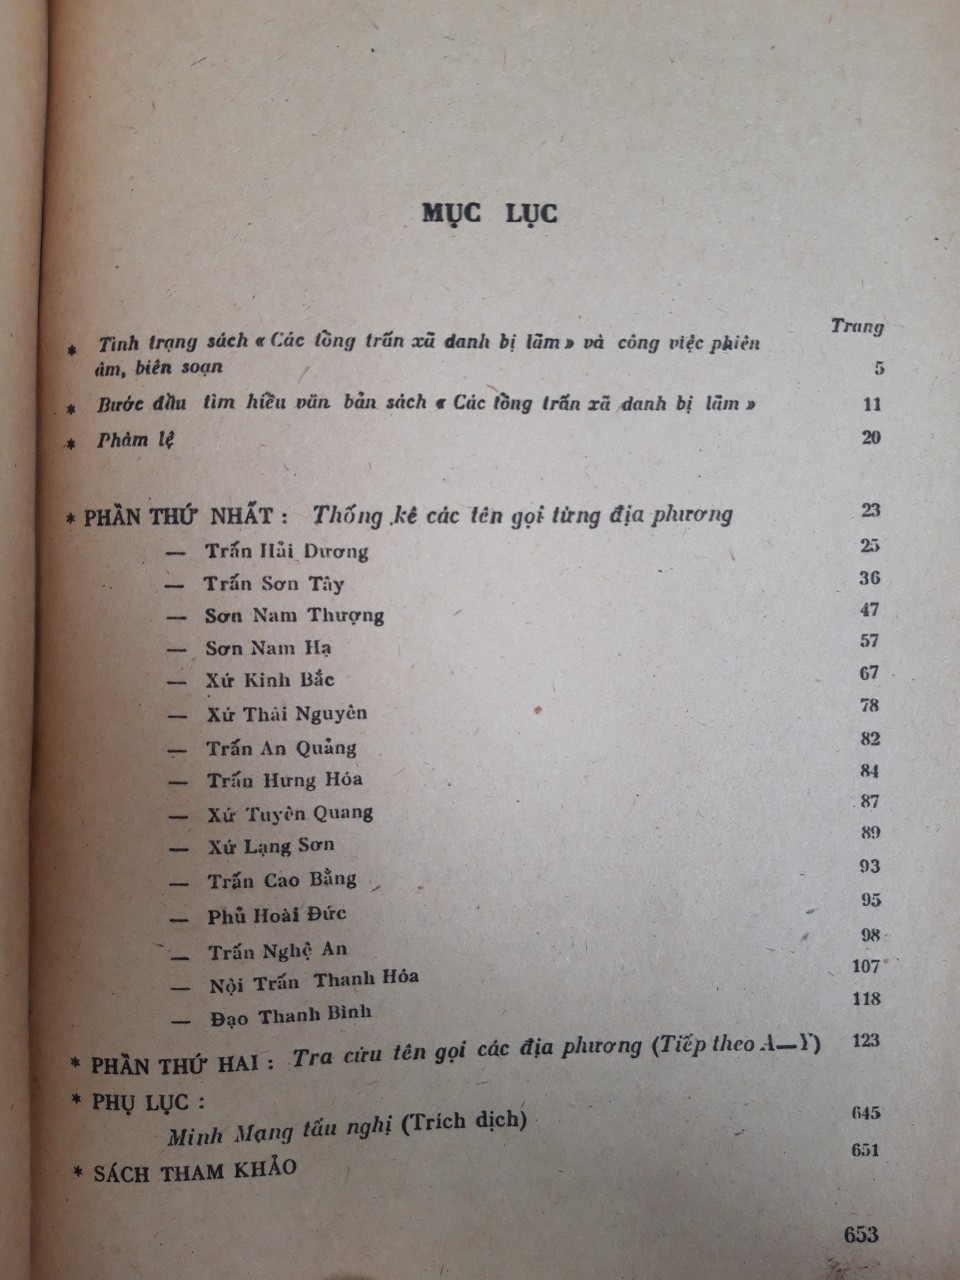 MỤC LỤC
Trang
* Tình trạng sách « Các tổng trấn xã danh bị lãm » và công việc phiên
âm, biên soạn 5
* Bước đầu tìm hiểu văn bản sách « Các tổng trấn xã danh bị lãm » 11
* Phàm lệ 20
* PHẦN THỨ NHẤT : Thống kê các tên gọi từng địa phương 23
— Trấn Hải Dương 25
— Trấn Sơn Tây 36
— Sơn Nam Thượng 47
— Sơn Nam Hạ 57
— Xứ Kinh Bắc 67
— Xứ Thái Nguyên 78
— Trấn An Quảng 82
— Trấn Hưng Hóa 84
— Xứ Tuyên Quang 87
— Xứ Lạng Sơn 89
— Trấn Cao Bằng 93
— Phủ Hoài Đức 95
— Trấn Nghệ An 98
— Nội Trấn Thanh Hóa 107
— Đạo Thanh Bình 118
* PHẦN THỨ HAI : Tra cứu tên gọi các địa phương (Tiếp theo A—Y) 123
* PHỤ LỤC :
Minh Mạng tấu nghị (Trích dịch) 645
* SÁCH THAM KHẢO 651
653